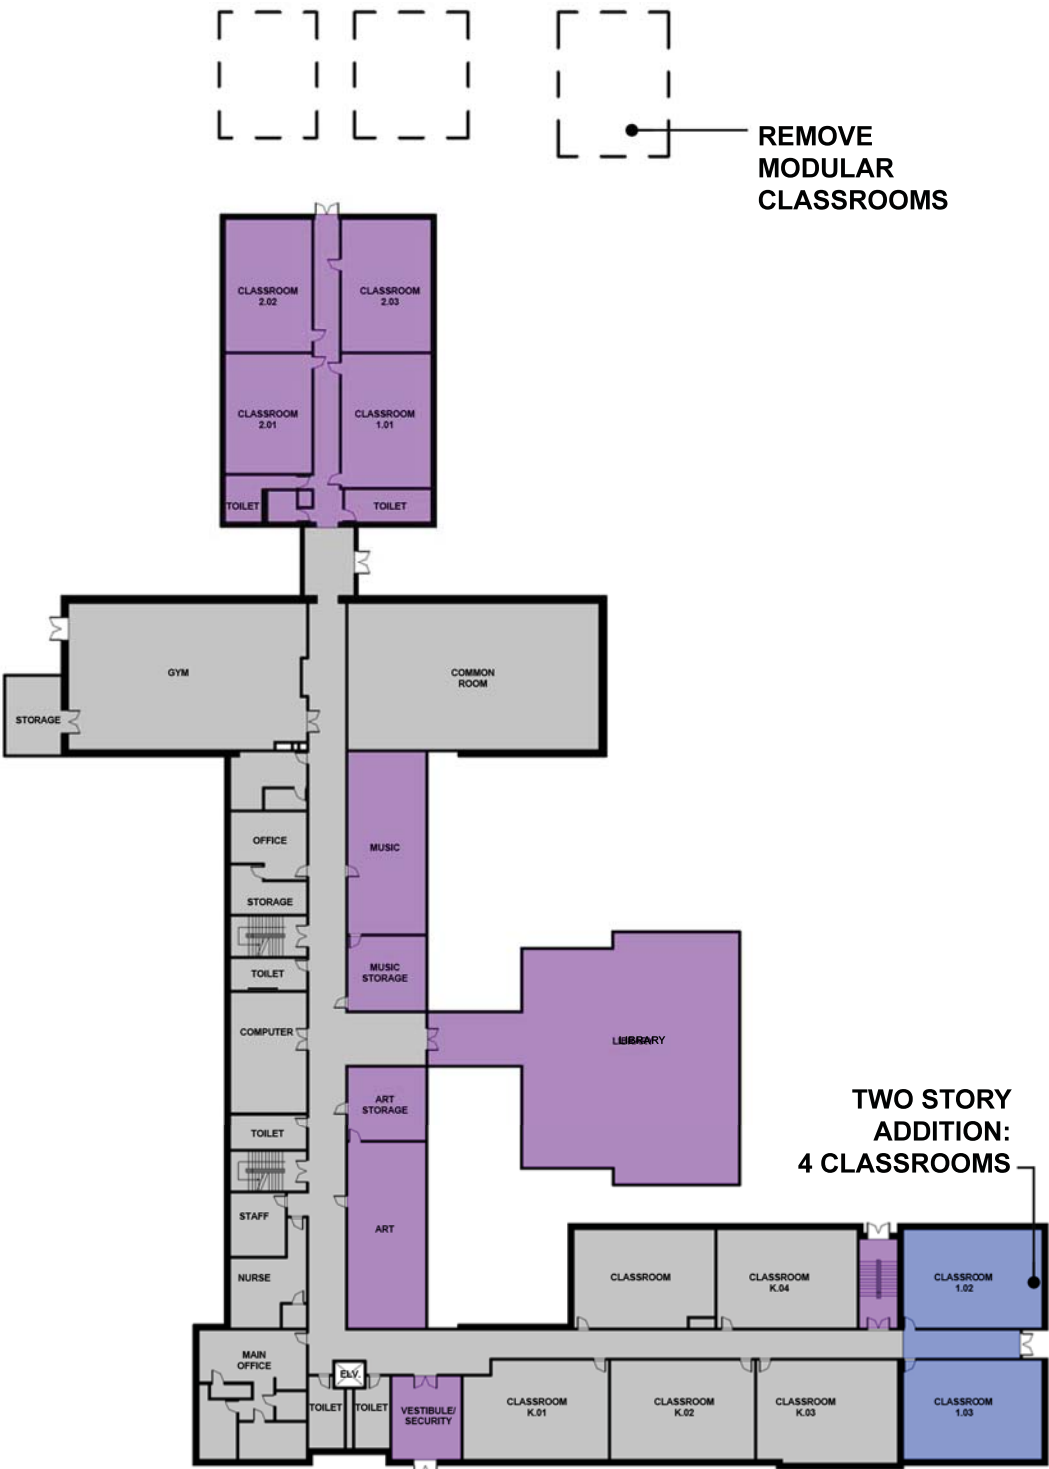 REMOVE
MODULAR
CLASSROOMS
CLASSROOM
2.02
CLASSROOM
2.03
CLASSROOM
2.01
CLASSROOM
1.01
TOILET
TOILET
GYM
COMMON
ROOM
STORAGE
OFFICE
MUSIC
STORAGE
TOILET
MUSIC
STORAGE
COMPUTER
LIBRARY
ART
STORAGE
TOILET
TWO STORY
ADDITION:
4 CLASSROOMS
STAFF
ART
NURSE
CLASSROOM
CLASSROOM
K.04
CLASSROOM
1.02
MAIN
OFFICE
ELV.
TOILET
TOILET
VESTIBULE/
SECURITY
CLASSROOM
K.01
CLASSROOM
K.02
CLASSROOM
K.03
CLASSROOM
1.03